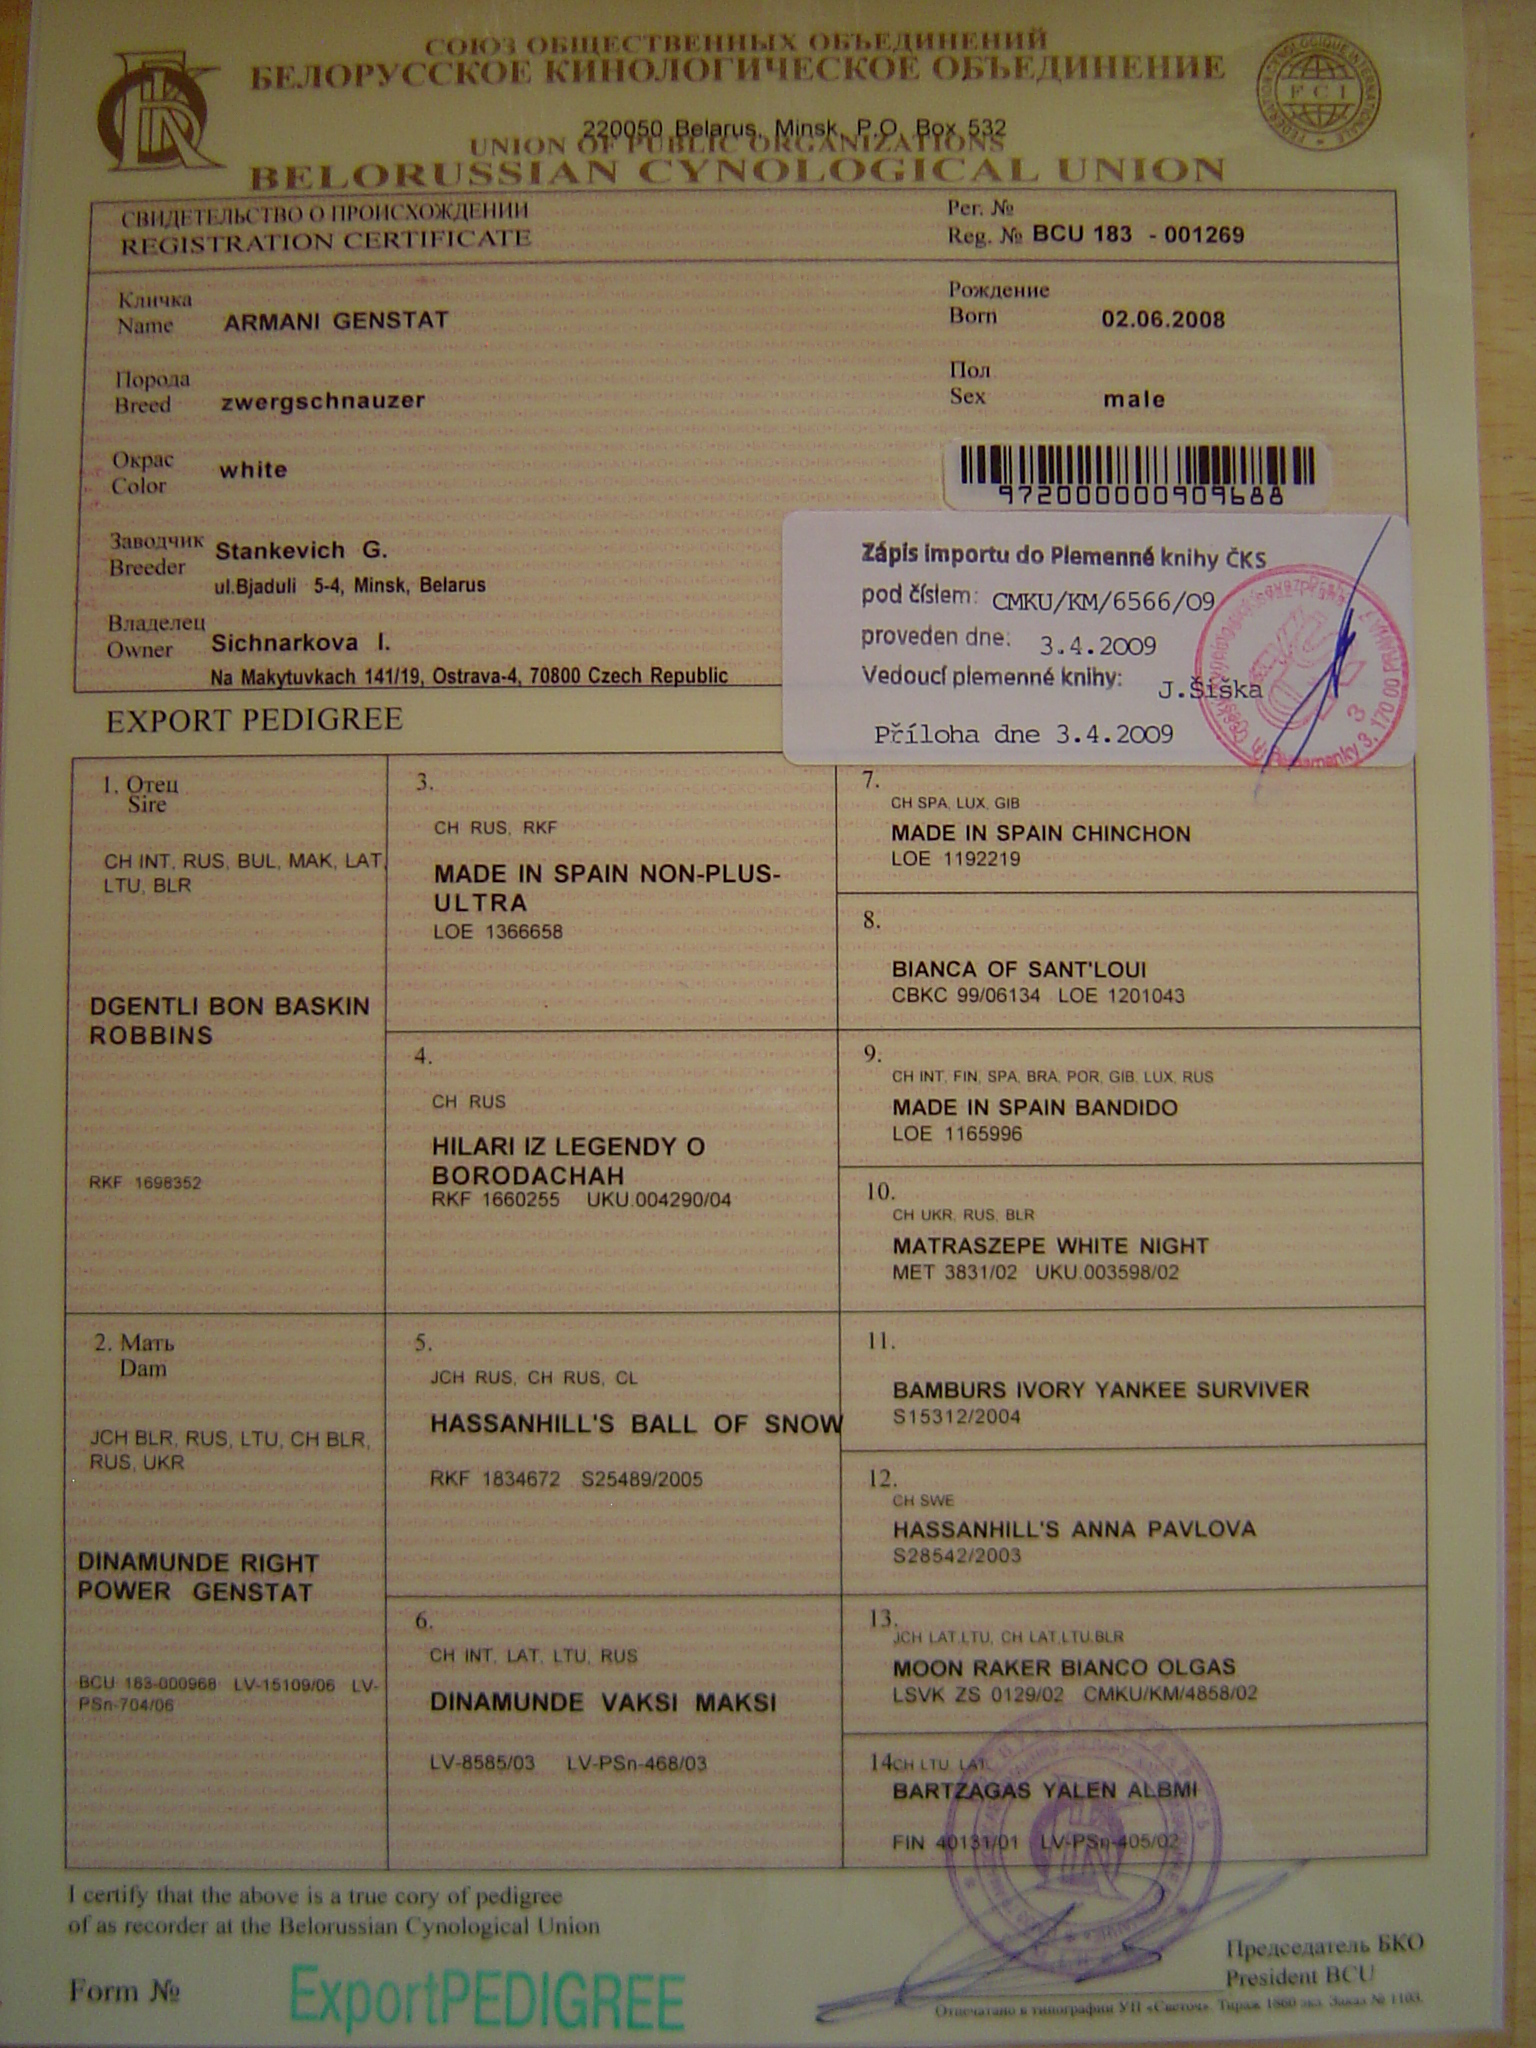 СОЮЗ ОБЩЕСТВЕННЫХ ОБЪЕДИНЕНИЙ
БЕЛОРУССКОЕ КИНОЛОГИЧЕСКОЕ ОБЪЕДИНЕНИЕ
FCI
220050 Belarus, Minsk, P.O. Box 532
UNION OF PUBLIC ORGANIZATIONS
BELORUSSIAN CYNOLOGICAL UNION
СВИДЕТЕЛЬСТВО О ПРОИСХОЖДЕНИИ
REGISTRATION CERTIFICATE
Рег. №
Reg. № BCU 183 - 001269
Кличка
Name ARMANI GENSTAT
Рождение
Born 02.06.2008
Порода
Breed zwergschnauzer
Пол
Sex male
Окрас
Color white
972000000909688
Заводчик
Breeder Stankevich G.
ul.Bjaduli 5-4, Minsk, Belarus
Владелец
Owner Sichnarkova I.
Na Makytuvkach 141/19, Ostrava-4, 70800 Czech Republic
Zápis importu do Plemenné knihy ČKS
pod číslem: CMKU/KM/6566/09
proveden dne: 3.4.2009
Vedoucí plemenné knihy: J.Šiška
Příloha dne 3.4.2009
EXPORT PEDIGREE
1. Отец
Sire
CH INT, RUS, BUL, MAK, LAT,
LTU, BLR
DGENTLI BON BASKIN
ROBBINS
RKF 1698352
2. Мать
Dam
JCH BLR, RUS, LTU, CH BLR,
RUS, UKR
DINAMUNDE RIGHT
POWER GENSTAT
BCU 183-000968 LV-15109/06 LV-
PSn-704/06
3.
CH RUS, RKF
MADE IN SPAIN NON-PLUS-
ULTRA
LOE 1366658
4.
CH RUS
HILARI IZ LEGENDY O
BORODACHAH
RKF 1660255 UKU.004290/04
5.
JCH RUS, CH RUS, CL
HASSANHILL'S BALL OF SNOW
RKF 1834672 S25489/2005
6.
CH INT, LAT, LTU, RUS
DINAMUNDE VAKSI MAKSI
LV-8585/03 LV-PSn-468/03
7.
CH SPA, LUX, GIB
MADE IN SPAIN CHINCHON
LOE 1192219
8.
BIANCA OF SANT'LOUI
CBKC 99/06134 LOE 1201043
9.
CH INT, FIN, SPA, BRA, POR, GIB, LUX, RUS
MADE IN SPAIN BANDIDO
LOE 1165996
10.
CH UKR, RUS, BLR
MATRASZEPE WHITE NIGHT
MET 3831/02 UKU.003598/02
11.
BAMBURS IVORY YANKEE SURVIVER
S15312/2004
12.
CH SWE
HASSANHILL'S ANNA PAVLOVA
S28542/2003
13.
JCH LAT,LTU, CH LAT,LTU,BLR
MOON RAKER BIANCO OLGAS
LSVK ZS 0129/02 CMKU/KM/4858/02
14 CH LTU, LAT,
BARTZAGAS YALEN ALBMI
FIN 40131/01 LV-PSn-405/02
I certify that the above is a true cory of pedigree
of as recorder at the Belorussian Cynological Union
Form №
ExportPEDIGREE
Председатель БКО
President BCU
Отпечатано в типографии УП «Светоч». Тираж 1860 экз. Заказ № 1103.